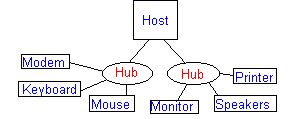 Host
Modem
Hub
Hub
Printer
Keyboard
Mouse
Monitor
Speakers